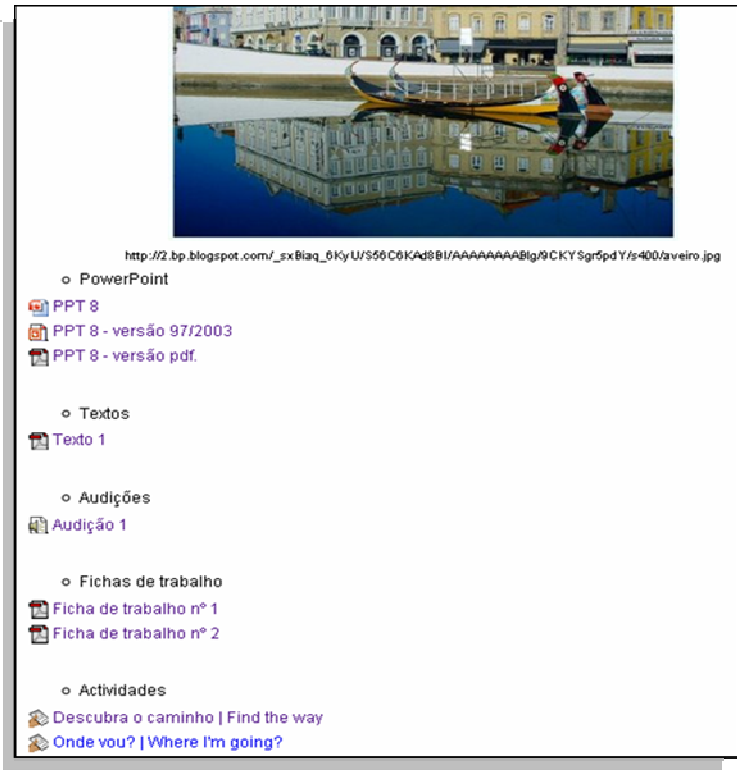 http://2.bp.blogspot.com/_sxBiaq_6KyU/S56C6KAd8BI/AAAAAAAABlg/9CKYSgr5pdY/s400/aveiro.jpg
PowerPoint
PPT 8
PPT 8 - versão 97/2003
PPT 8 - versão pdf.
Textos
Texto 1
Audições
Audição 1
Fichas de trabalho
Ficha de trabalho nº 1
Ficha de trabalho nº 2
Actividades
Descubra o caminho | Find the way
Onde vou? | Where I'm going?